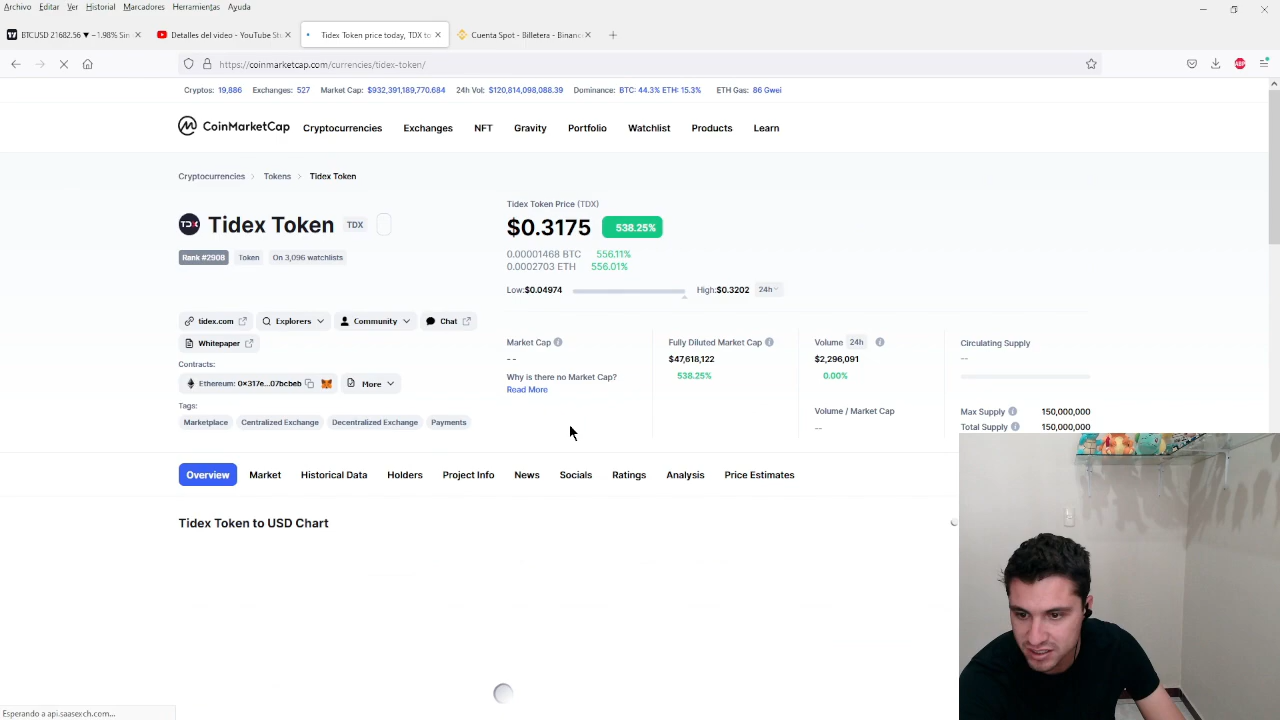 Archivo Editar Ver Historial Marcadores Herramientas Ayuda
BTCUSD 21682.56 ▼ −1.98% Sin
Detalles del video - YouTube St
Tidex Token price today, TDX to
Cuenta Spot - Billetera - Binanc
https://coinmarketcap.com/currencies/tidex-token/
ABP
Cryptos: 19,886 Exchanges: 527 Market Cap: $932,391,189,770.684 24h Vol: $120,814,098,088.39 Dominance: BTC: 44.3% ETH: 15.3% ETH Gas: 86 Gwei
CoinMarketCap Cryptocurrencies Exchanges NFT Gravity Portfolio Watchlist Products Learn
Cryptocurrencies > Tokens > Tidex Token
TDX Tidex Token TDX
Rank #2908 Token On 3,096 watchlists
tidex.com Explorers Community Chat
Whitepaper
Contracts:
Ethereum: 0x317e...07bcbeb More
Tags:
Marketplace Centralized Exchange Decentralized Exchange Payments
Tidex Token Price (TDX)
$0.3175 538.25%
0.00001468 BTC 556.11%
0.0002703 ETH 556.01%
Low:$0.04974 High:$0.3202 24h
Market Cap
- -
Why is there no Market Cap?
Read More
Fully Diluted Market Cap
$47,618,122
538.25%
Volume 24h
$2,296,091
0.00%
Volume / Market Cap
--
Circulating Supply
--
Max Supply 150,000,000
Total Supply 150,000,000
Overview Market Historical Data Holders Project Info News Socials Ratings Analysis Price Estimates
Tidex Token to USD Chart
Esperando a api.saasexch.com...